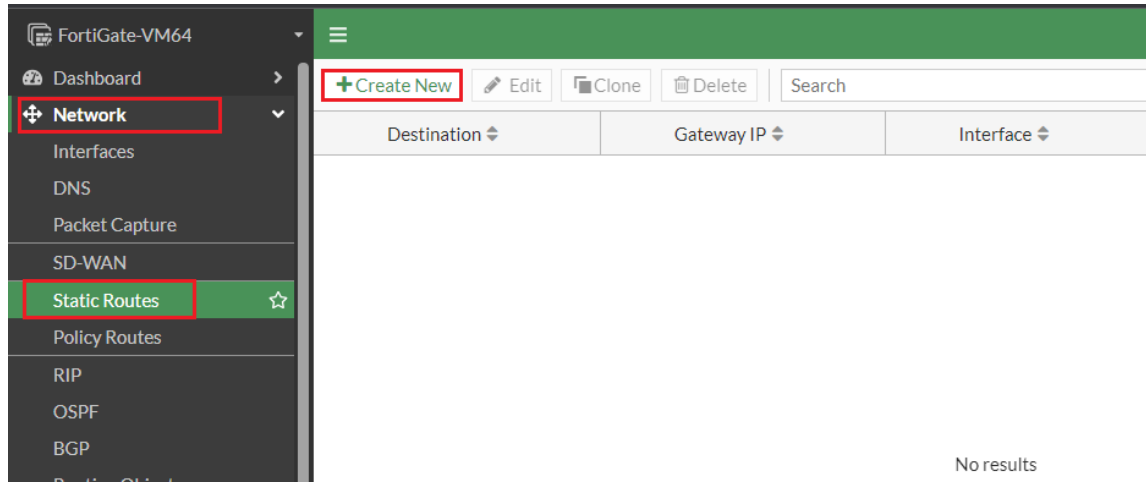 FortiGate-VM64
Dashboard
Network
Interfaces
DNS
Packet Capture
SD-WAN
Static Routes
Policy Routes
RIP
OSPF
BGP
+Create New Edit Clone Delete Search
Destination Gateway IP Interface
No results